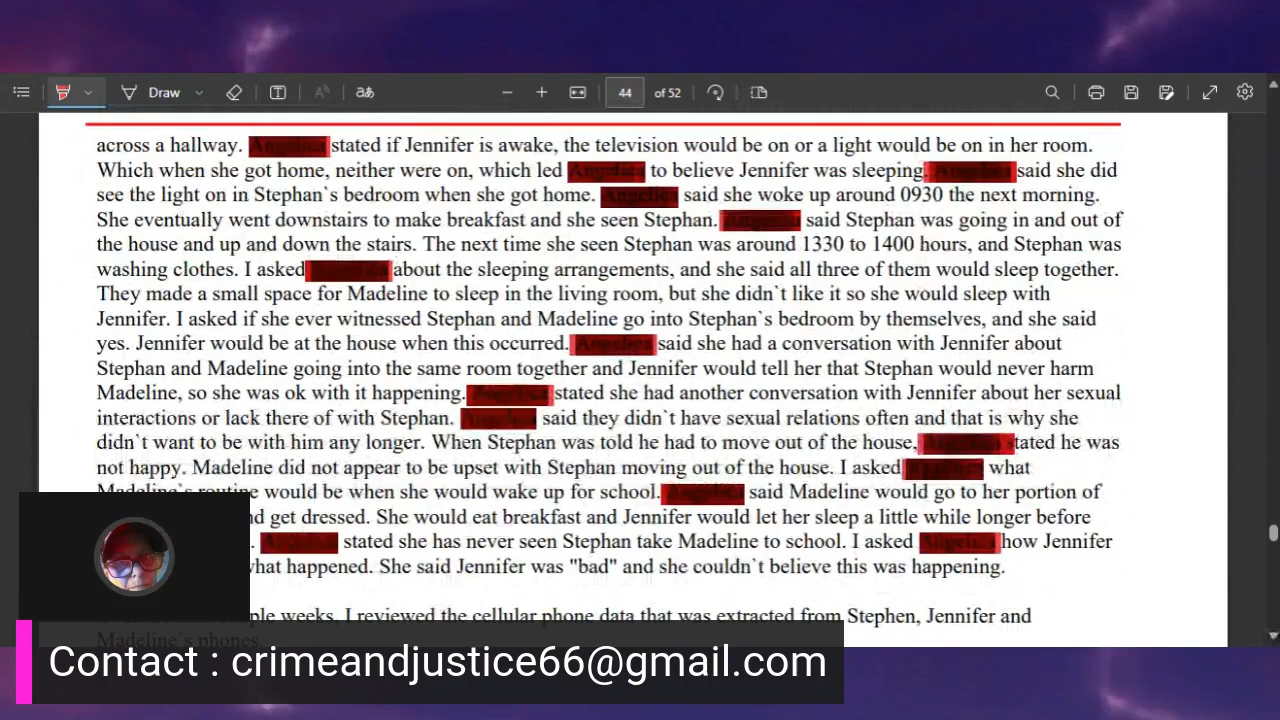 Draw
aあ
44
of 52
across a hallway. stated if Jennifer is awake, the television would be on or a light would be on in her room.
Which when she got home, neither were on, which led to believe Jennifer was sleeping. said she did
see the light on in Stephan`s bedroom when she got home. said she woke up around 0930 the next morning.
She eventually went downstairs to make breakfast and she seen Stephan. said Stephan was going in and out of
the house and up and down the stairs. The next time she seen Stephan was around 1330 to 1400 hours, and Stephan was
washing clothes. I asked about the sleeping arrangements, and she said all three of them would sleep together.
They made a small space for Madeline to sleep in the living room, but she didn`t like it so she would sleep with
Jennifer. I asked if she ever witnessed Stephan and Madeline go into Stephan`s bedroom by themselves, and she said
yes. Jennifer would be at the house when this occurred. said she had a conversation with Jennifer about
Stephan and Madeline going into the same room together and Jennifer would tell her that Stephan would never harm
Madeline, so she was ok with it happening. stated she had another conversation with Jennifer about her sexual
interactions or lack there of with Stephan. said they didn`t have sexual relations often and that is why she
didn`t want to be with him any longer. When Stephan was told he had to move out of the house, stated he was
not happy. Madeline did not appear to be upset with Stephan moving out of the house. I asked what
Madeline`s routine would be when she would wake up for school. said Madeline would go to her portion of
get dressed. She would eat breakfast and Jennifer would let her sleep a little while longer before
stated she has never seen Stephan take Madeline to school. I asked how Jennifer
happened. She said Jennifer was "bad" and she couldn`t believe this was happening.
weeks, I reviewed the cellular phone data that was extracted from Stephen, Jennifer and
Madeline`s phones.
Contact : crimeandjustice66@gmail.com